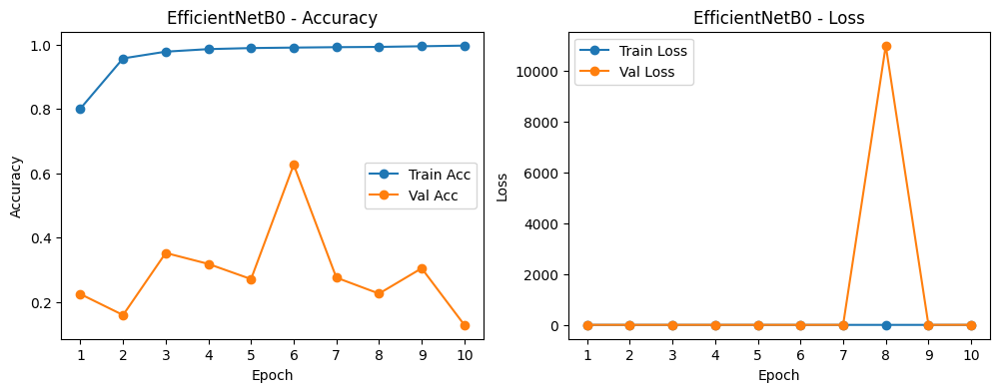 EfficientNetB0 - Accuracy
1.0
0.8
0.6
0.4
0.2
Accuracy
Train Acc
Val Acc
1 2 3 4 5 6 7 8 9 10
Epoch
EfficientNetB0 - Loss
Train Loss
Val Loss
10000
8000
6000
4000
2000
0
Loss
1 2 3 4 5 6 7 8 9 10
Epoch